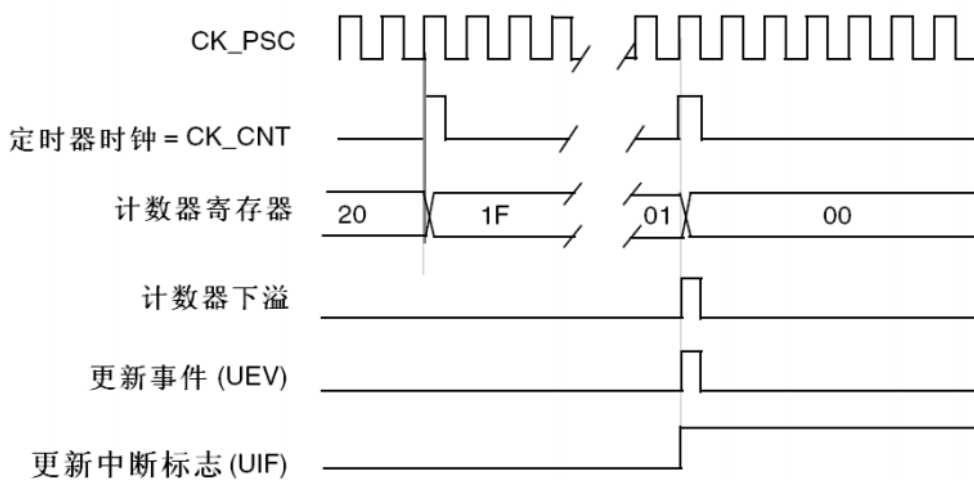 CK_PSC
定时器时钟 = CK_CNT
计数器寄存器 20 1F 01 00
计数器下溢
更新事件 (UEV)
更新中断标志 (UIF)